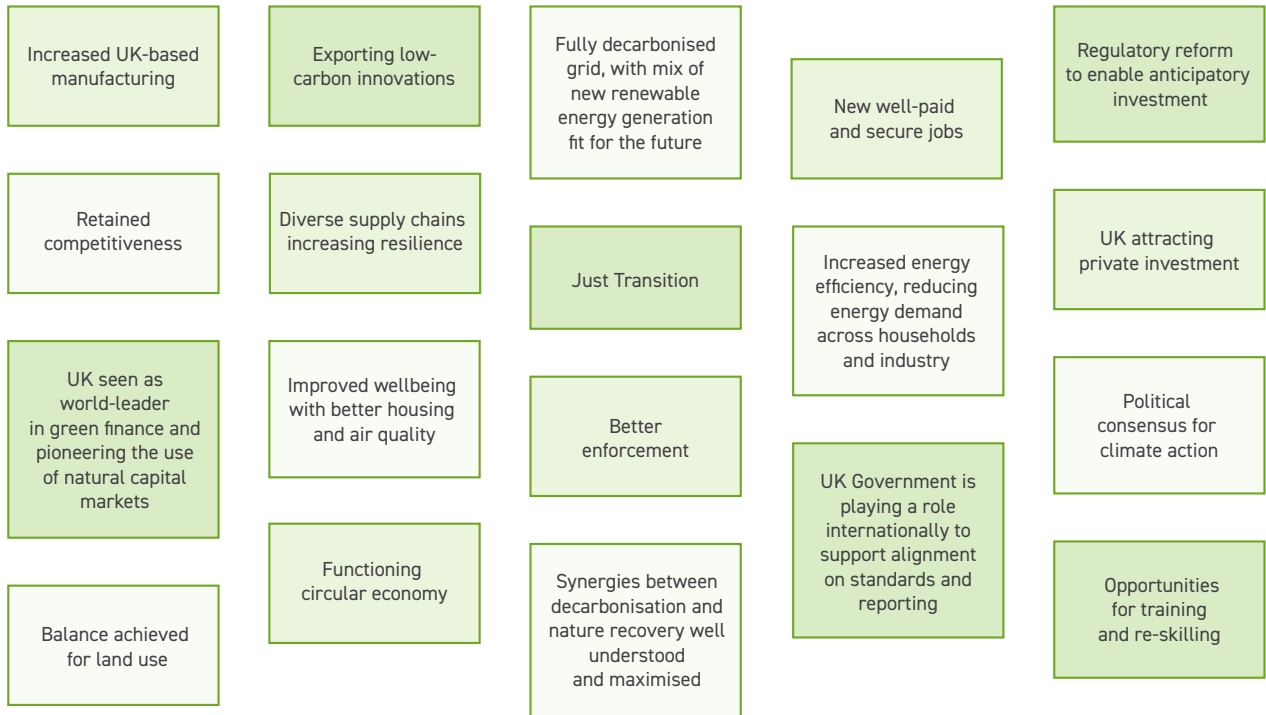 Increased UK-based
manufacturing
Retained
competitiveness
UK seen as
world-leader
in green finance and
pioneering the use
of natural capital
markets
Balance achieved
for land use
Exporting low-
carbon innovations
Diverse supply chains
increasing resilience
Improved wellbeing
with better housing
and air quality
Functioning
circular economy
Fully decarbonised
grid, with mix of
new renewable
energy generation
fit for the future
Just Transition
Better
enforcement
Synergies between
decarbonisation and
nature recovery well
understood
and maximised
New well-paid
and secure jobs
Increased energy
efficiency, reducing
energy demand
across households
and industry
UK Government is
playing a role
internationally to
support alignment
on standards and
reporting
Regulatory reform
to enable anticipatory
investment
UK attracting
private investment
Political
consensus for
climate action
Opportunities
for training
and re-skilling